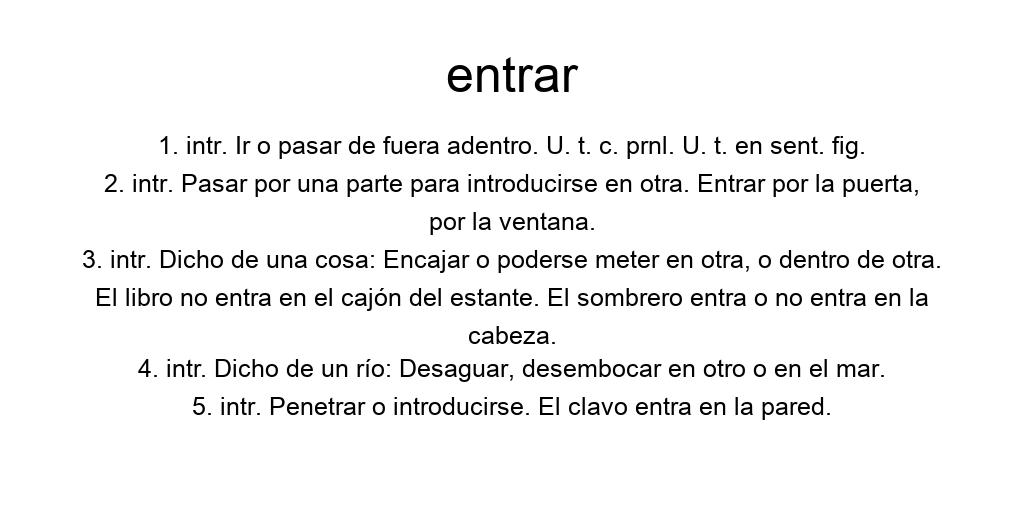 entrar
1. intr. Ir o pasar de fuera adentro. U. t. c. prnl. U. t. en sent. fig.
2. intr. Pasar por una parte para introducirse en otra. Entrar por la puerta,
por la ventana.
3. intr. Dicho de una cosa: Encajar o poderse meter en otra, o dentro de otra.
El libro no entra en el cajón del estante. El sombrero entra o no entra en la
cabeza.
4. intr. Dicho de un río: Desaguar, desembocar en otro o en el mar.
5. intr. Penetrar o introducirse. El clavo entra en la pared.